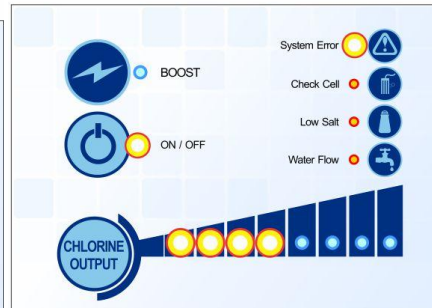 BOOST
ON / OFF
System Error
Check Cell
Low Salt
Water Flow
CHLORINE
OUTPUT